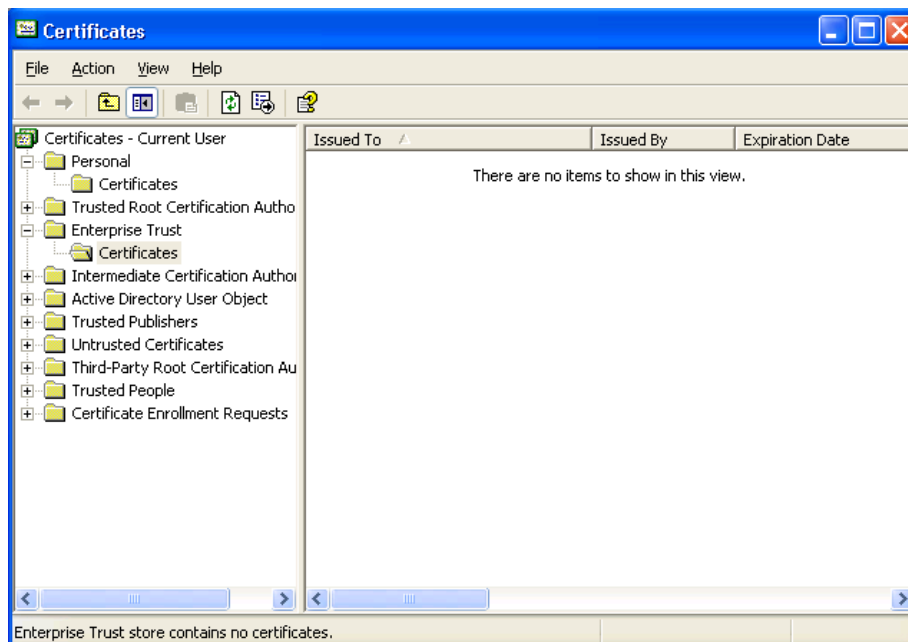 Certificates
File Action View Help
Certificates - Current User
Personal
Certificates
Trusted Root Certification Autho
Enterprise Trust
Certificates
Intermediate Certification Author
Active Directory User Object
Trusted Publishers
Untrusted Certificates
Third-Party Root Certification Au
Trusted People
Certificate Enrollment Requests
Issued To Issued By Expiration Date
There are no items to show in this view.
Enterprise Trust store contains no certificates.